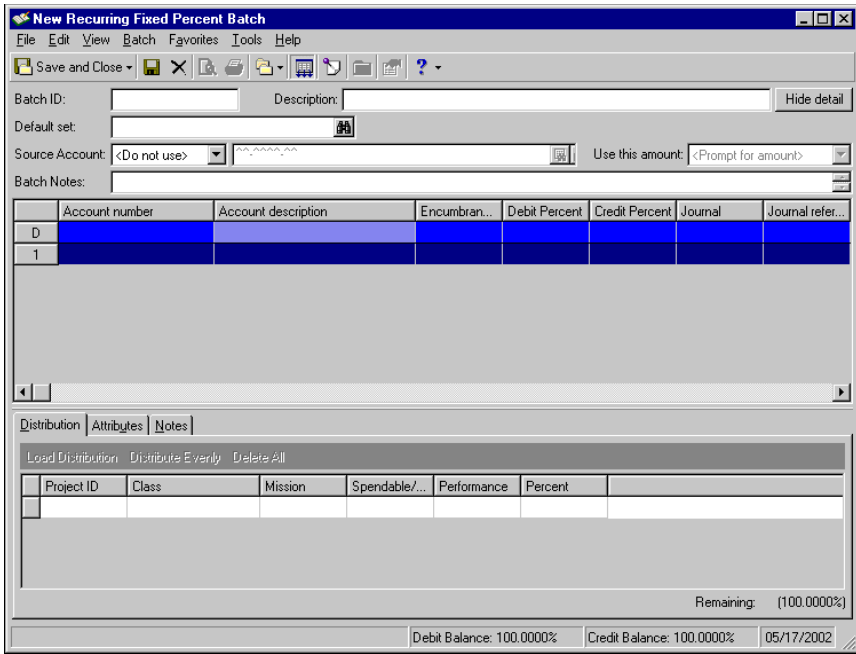 New Recurring Fixed Percent Batch
File Edit View Batch Favorites Tools Help
Save and Close ?
Batch ID: Description: Hide detail
Default set:
Source Account: <Do not use> ^^-^^^^-^^ Use this amount: <Prompt for amount>
Batch Notes:
Account number Account description Encumbran... Debit Percent Credit Percent Journal Journal refer...
D
1
Distribution Attributes Notes
Load Distribution Distribute Evenly Delete All
Project ID Class Mission Spendable/... Performance Percent
Remaining: (100.0000%)
Debit Balance: 100.0000% Credit Balance: 100.0000% 05/17/2002